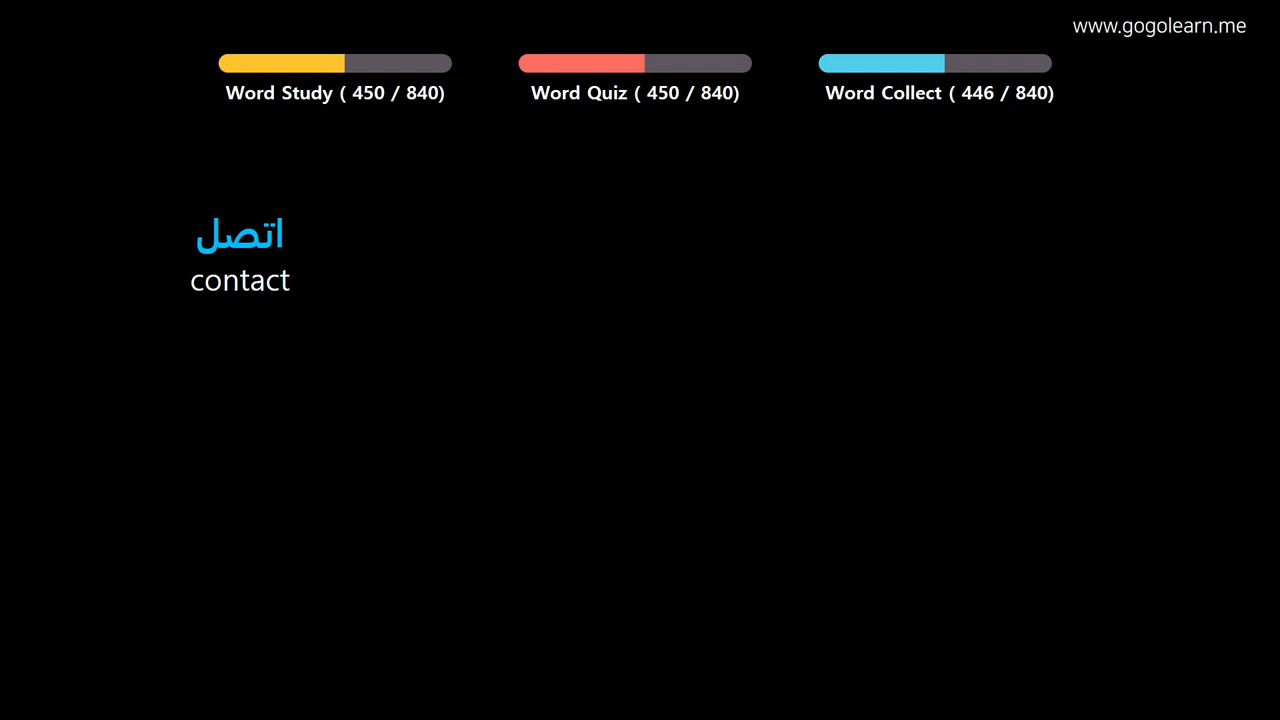 www.gogolearn.me
Word Study ( 450 / 840)
Word Quiz ( 450 / 840)
Word Collect ( 446 / 840)
اتصل
contact